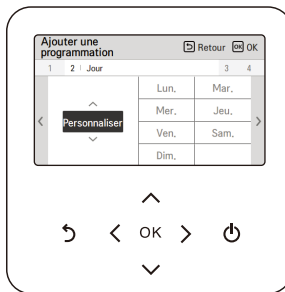 Ajouter une
programmation
Retour OK OK
1 2 Jour 3 4
Lun. Mar.
Personnaliser Mer. Jeu.
Ven. Sam.
Dim.
OK